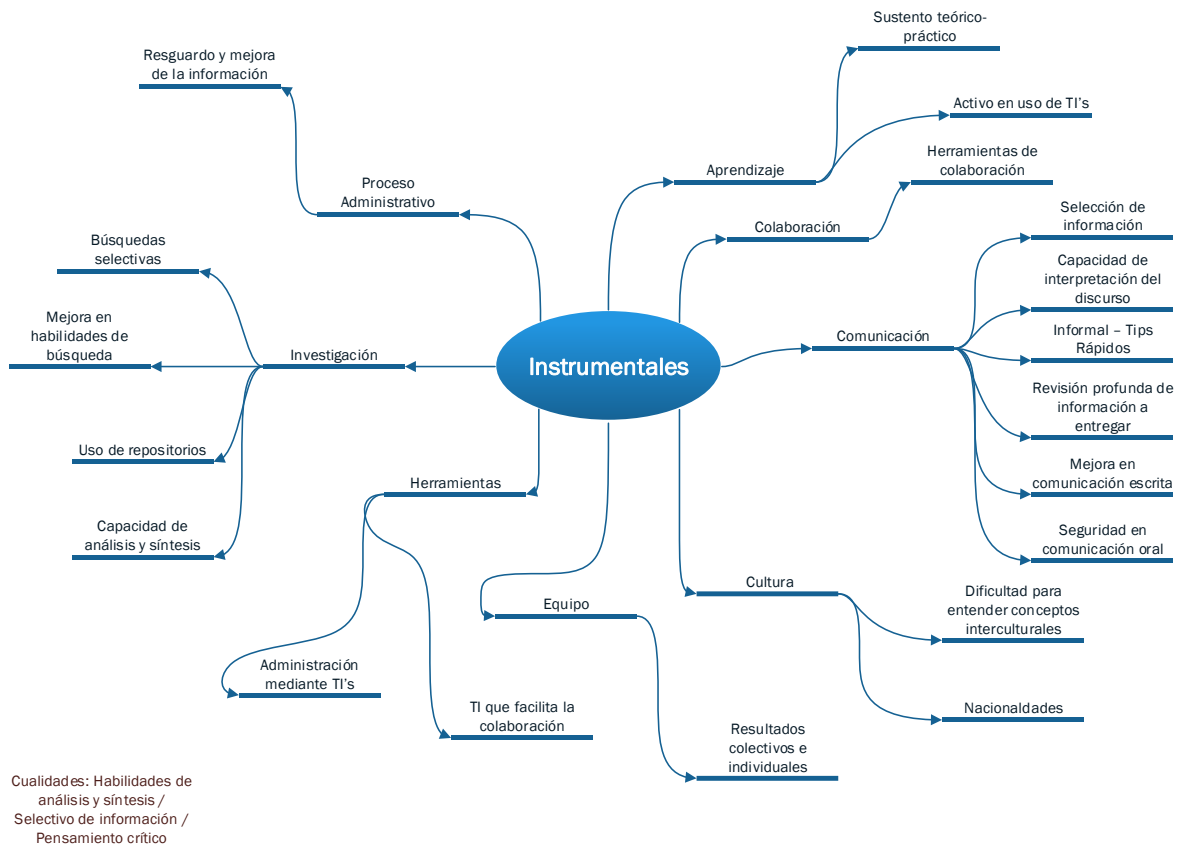 Sustento teórico-
práctico
Resguardo y mejora
de la información
Activo en uso de TI's
Herramientas de
colaboración
Aprendizaje
Proceso
Administrativo
Colaboración
Selección de
información
Búsquedas
selectivas
Capacidad de
interpretación del
discurso
Mejora en
habilidades de
búsqueda
Investigación
Instrumentales
Comunicación
Informal – Tips
Rápidos
Revisión profunda de
información a
entregar
Uso de repositorios
Herramientas
Mejora en
comunicación escrita
Capacidad de
análisis y síntesis
Seguridad en
comunicación oral
Cultura
Equipo
Dificultad para
entender conceptos
interculturales
Administración
mediante TI's
TI que facilita la
colaboración
Nacionaldades
Resultados
colectivos e
individuales
Cualidades: Habilidades de
análisis y síntesis /
Selectivo de información /
Pensamiento crítico